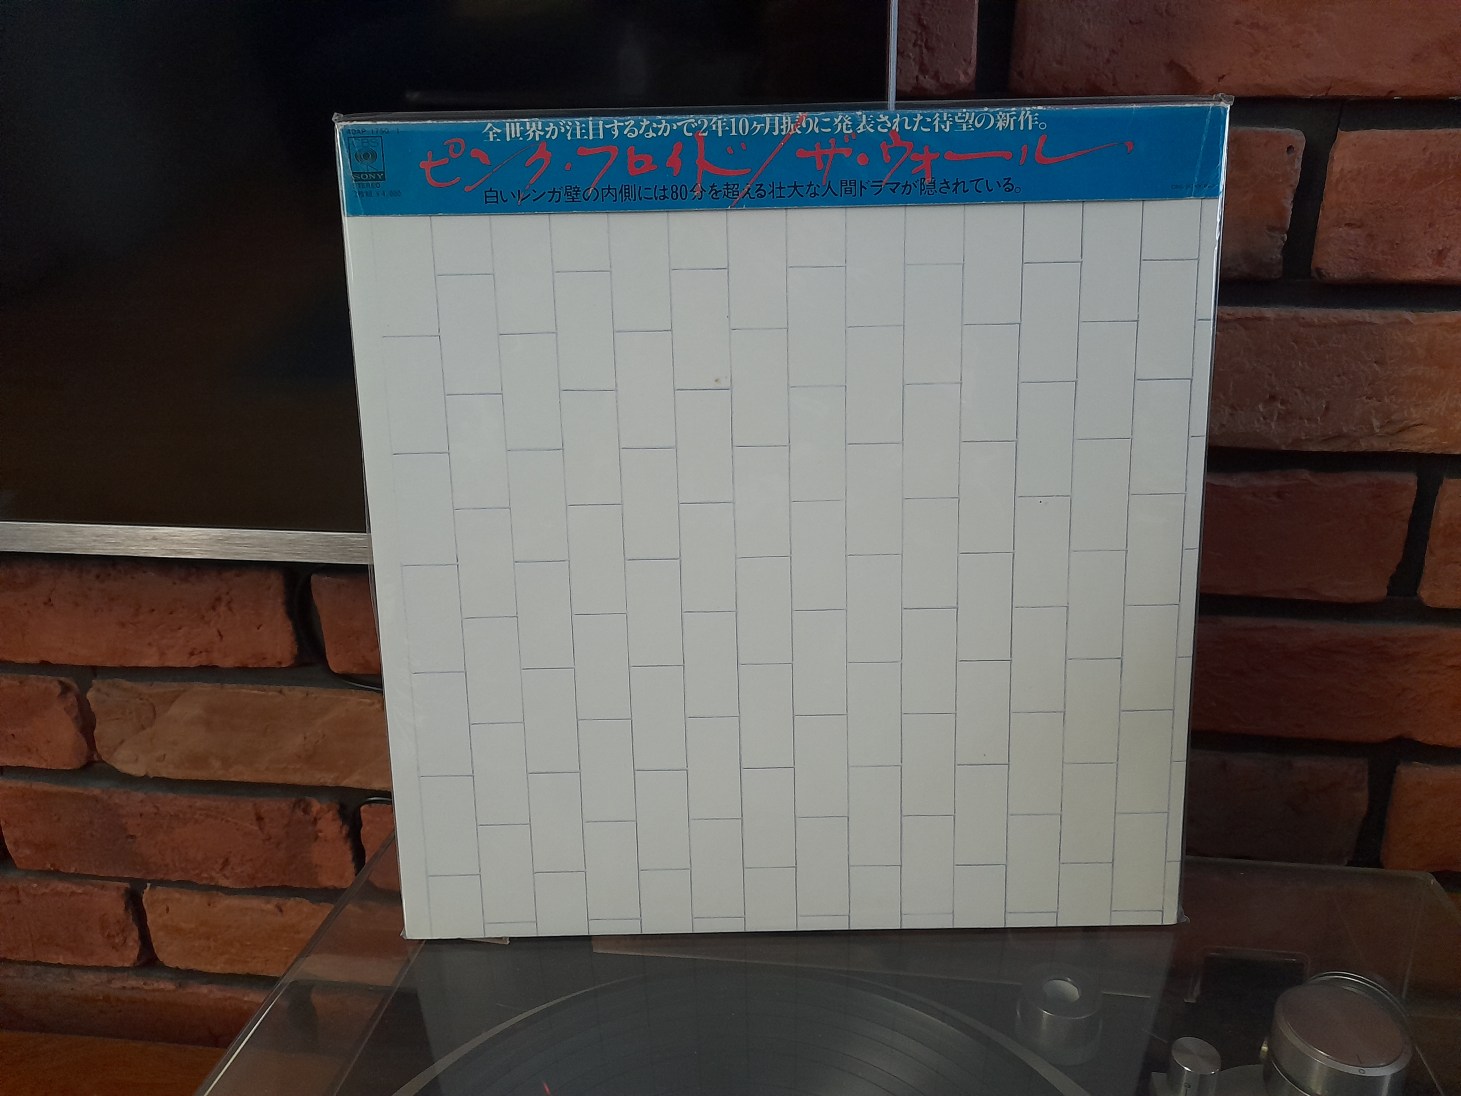 全世界が注目するなかで2年10ヶ月振りに発表された待望の新作。
ピンク・フロイド/ザ・ウォール
白いレンガ壁の内側には80分を超える壮大な人間ドラマが隠されている。
SONY
STEREO